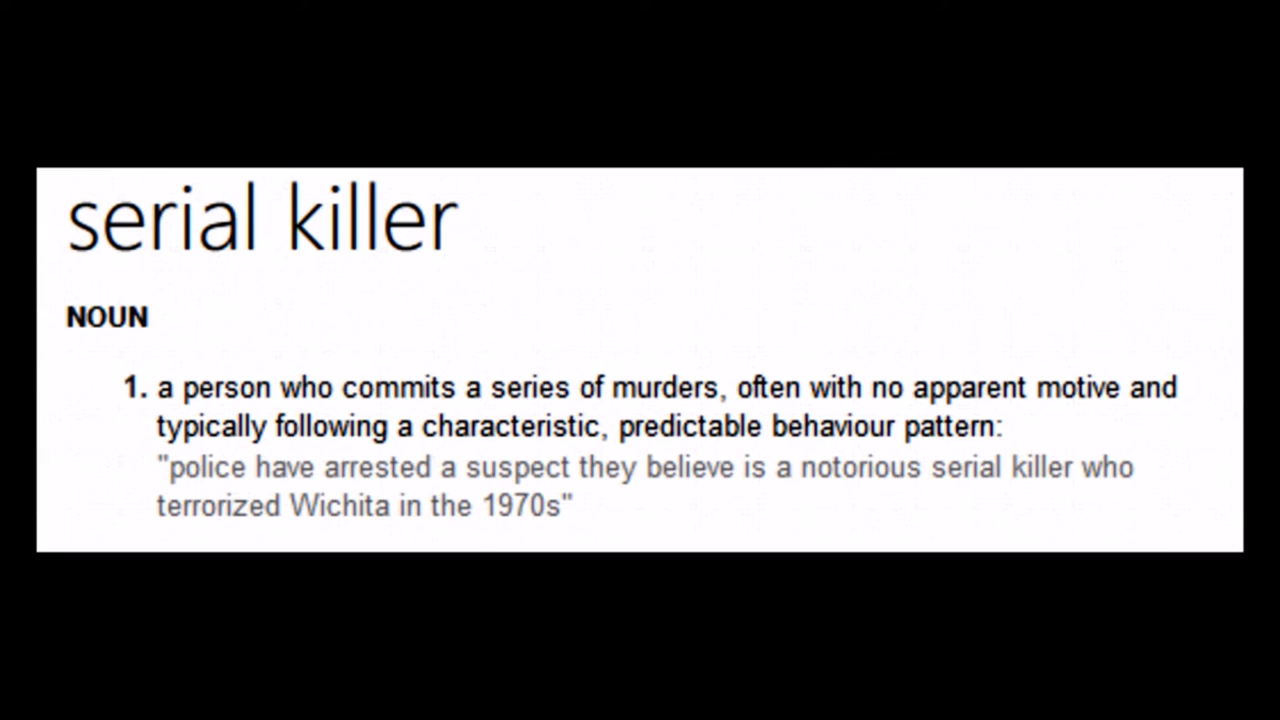 serial killer
NOUN
1. a person who commits a series of murders, often with no apparent motive and
typically following a characteristic, predictable behaviour pattern:
"police have arrested a suspect they believe is a notorious serial killer who
terrorized Wichita in the 1970s"